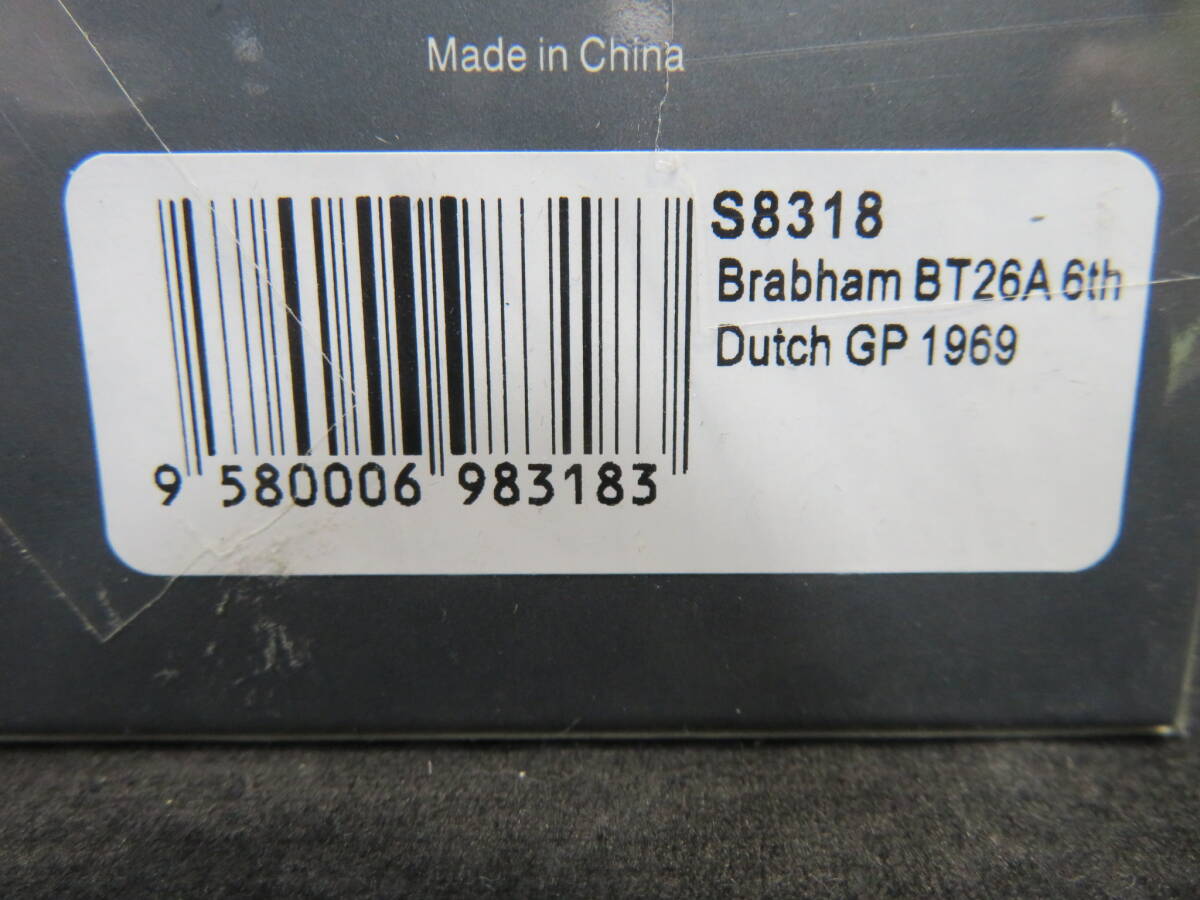 Made in China
S8318
Brabham BT26A 6th
Dutch GP 1969
9 580006 983183